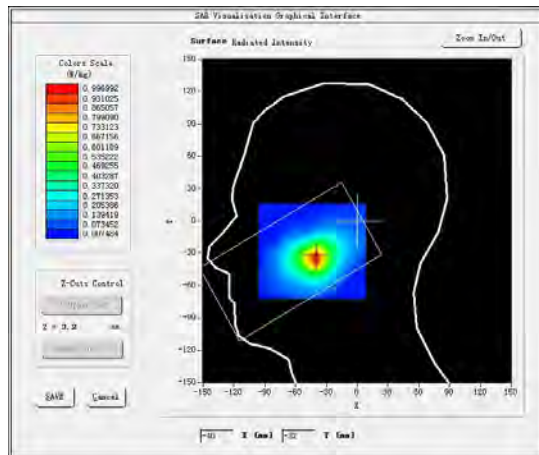 SAR Visualisation Graphical Interface
Surface Radiated Intensity
Zoom In/Out
Colors Scale
(W/kg)
0.996992
0.931025
0.865057
0.799090
0.733123
0.667156
0.601189
0.535222
0.469255
0.403287
0.337320
0.271353
0.205386
0.139419
0.073452
0.007484
150
120
90
60
30
0
-30
-60
-90
-120
-150
Y
-150 -120 -90 -60 -30 0 30 60 90 120 150
X
Z-Cuts Control
Z = 3.2 mm
SAVE Cancel
-40 X (mm) -32 Y (mm)